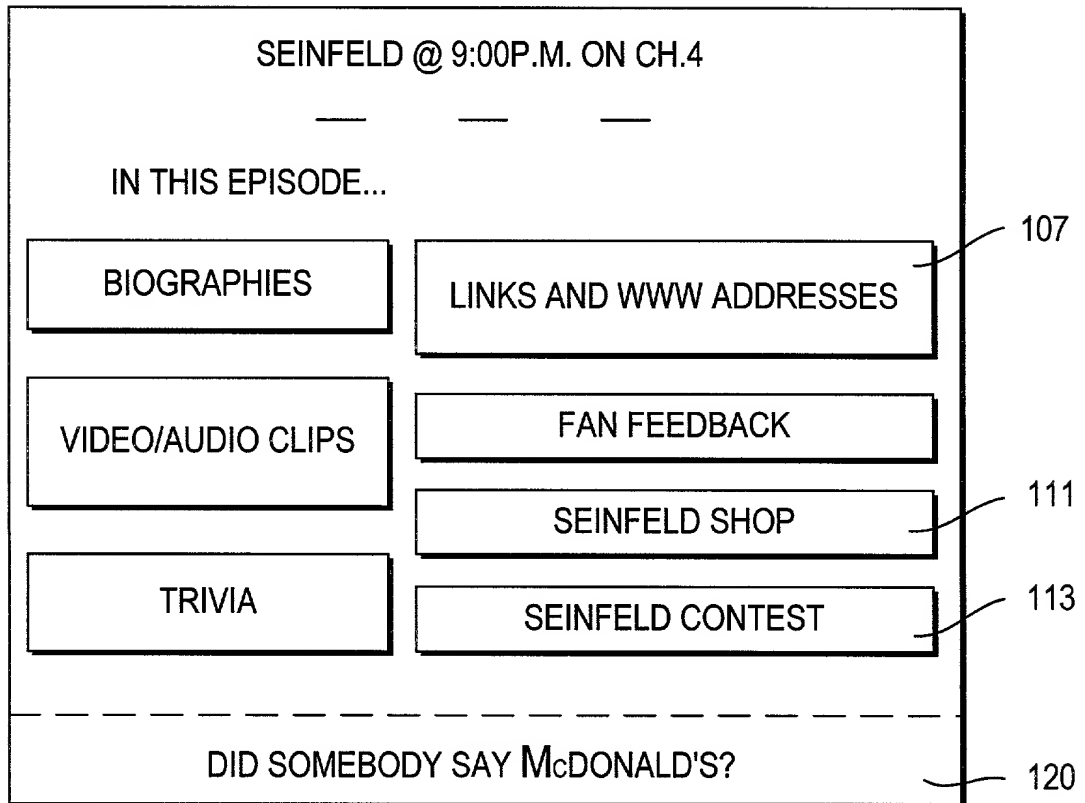 SEINFELD @ 9:00P.M. ON CH.4
IN THIS EPISODE...
BIOGRAPHIES
LINKS AND WWW ADDRESSES
107
VIDEO/AUDIO CLIPS
FAN FEEDBACK
SEINFELD SHOP
111
TRIVIA
SEINFELD CONTEST
113
DID SOMEBODY SAY McDONALD'S?
120